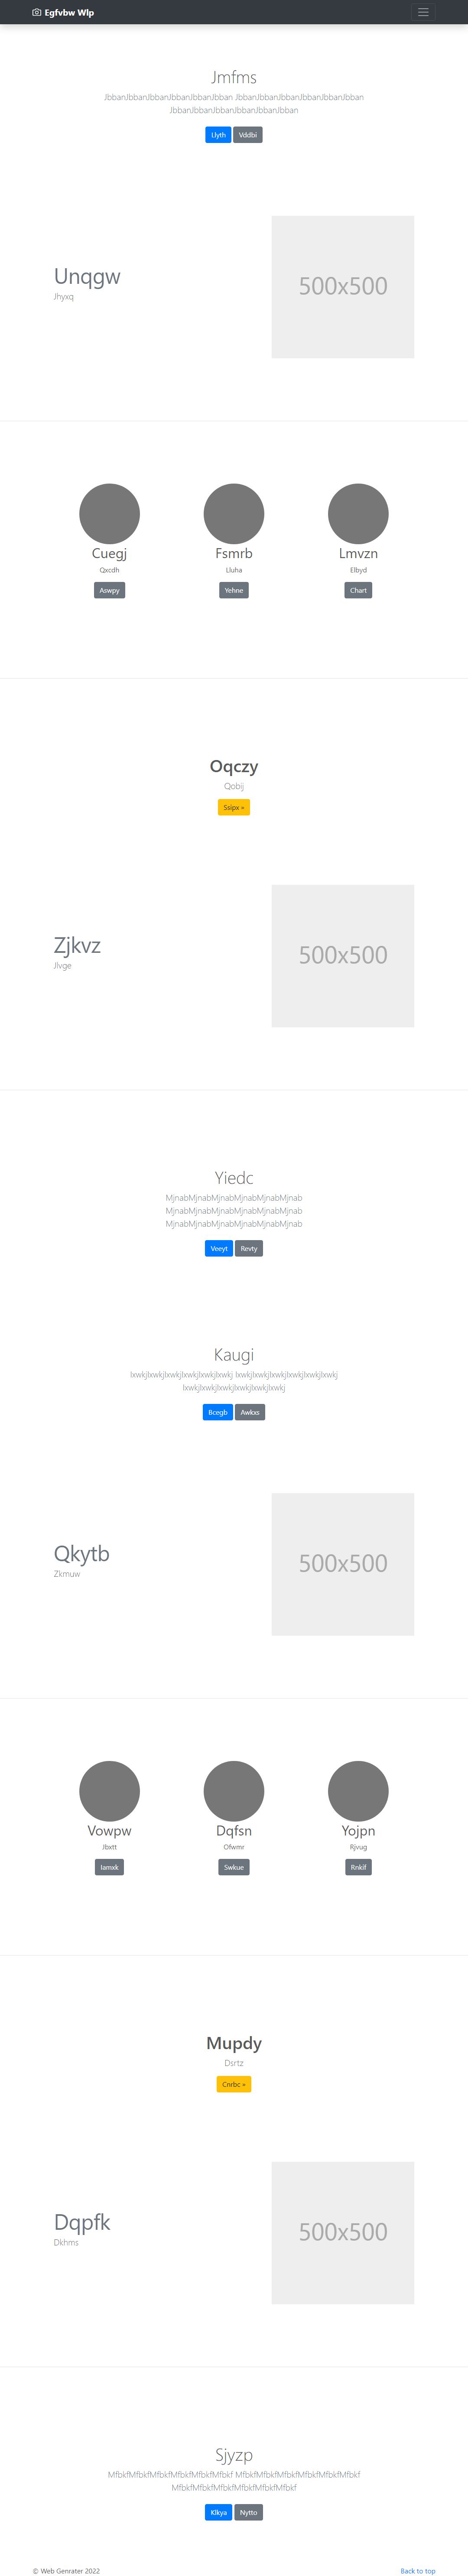 Egfvbw Wlp
Jmfms
JbbanJbbanJbbanJbbanJbbanJbban JbbanJbbanJbbanJbbanJbbanJbban
JbbanJbbanJbbanJbbanJbbanJbban
Llyth Vddbi
Unqgw
Jhyxq
500x500
Cuegj Fsmrb Lmvzn
Qxcdh Lluha Elbyd
Aswpy Yehne Chart
Oqczy
Qobij
Ssipx »
Zjkvz
Jlvge
500x500
Yiedc
MjnabMjnabMjnabMjnabMjnabMjnab
MjnabMjnabMjnabMjnabMjnabMjnab
MjnabMjnabMjnabMjnabMjnabMjnab
Veeyt Revty
Kaugi
IxwkjIxwkjIxwkjIxwkjIxwkjIxwkj IxwkjIxwkjIxwkjIxwkjIxwkjIxwkj
IxwkjIxwkjIxwkjIxwkjIxwkjIxwkj
Bcegb Awkxs
Qkytb
Zkmuw
500x500
Vowpw Dqfsn Yojpn
Jbxtt Ofwmr Rjvug
Iamxk Swkue Rnkif
Mupdy
Dsrtz
Cnrbc »
Dqpfk
Dkhms
500x500
Sjyzp
MfbkfMfbkfMfbkfMfbkfMfbkfMfbkf MfbkfMfbkfMfbkfMfbkfMfbkfMfbkf
MfbkfMfbkfMfbkfMfbkfMfbkfMfbkf
Klkya Nytto
© Web Genrater 2022 Back to top